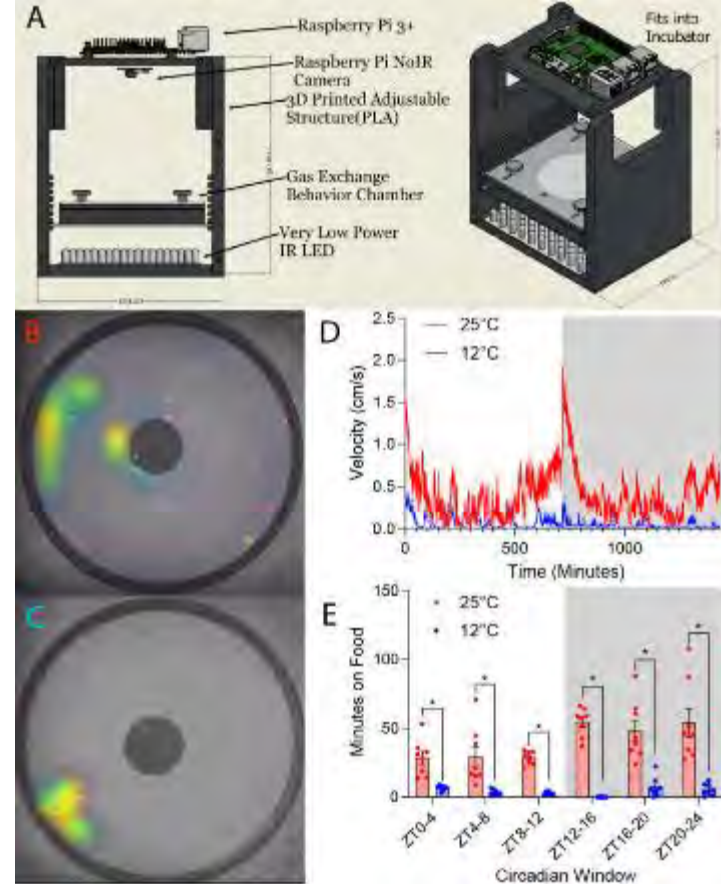 A
Raspberry Pi 3+
Raspberry Pi NoIR
Camera
3D Printed Adjustable
Structure(PLA)
Gas Exchange
Behavior Chamber
Very Low Power
IR LED
Fits into
Incubator
B
C
D
25°C
12°C
Velocity (cm/s)
2.5
2.0
1.5
1.0
0.5
0.0
0
500
1000
Time (Minutes)
E
25°C
12°C
Minutes on Food
150
100
50
0
* * * * * *
ZT0-4
ZT4-8
ZT8-12
ZT12-16
ZT16-20
ZT20-24
Circadian Window